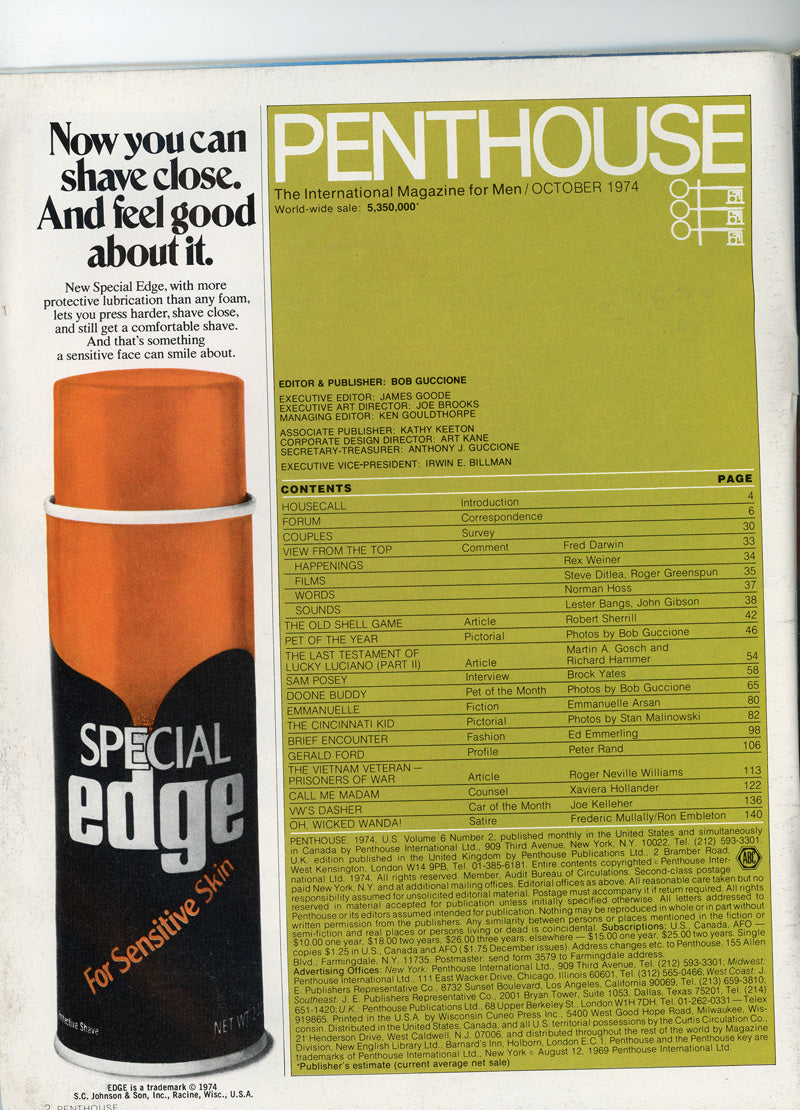 Now you can
shave close.
And feel good
about it.
New Special Edge, with more
protective lubrication than any foam,
lets you press harder, shave close,
and still get a comfortable shave.
And that's something
a sensitive face can smile about.
SPECIAL
edge
For Sensitive Skin
Protective Shave
NET WT.
EDGE is a trademark © 1974
S.C. Johnson & Son, Inc., Racine, Wisc., U.S.A.
2 PENTHOUSE
PENTHOUSE
The International Magazine for Men / OCTOBER 1974
World-wide sale: 5,350,000*
EDITOR & PUBLISHER: BOB GUCCIONE
EXECUTIVE EDITOR: JAMES GOODE
EXECUTIVE ART DIRECTOR: JOE BROOKS
MANAGING EDITOR: KEN GOULDTHORPE
ASSOCIATE PUBLISHER: KATHY KEETON
CORPORATE DESIGN DIRECTOR: ART KANE
SECRETARY-TREASURER: ANTHONY J. GUCCIONE
EXECUTIVE VICE-PRESIDENT: IRWIN E. BILLMAN
CONTENTS PAGE
HOUSECALL Introduction 4
FORUM Correspondence 6
COUPLES Survey 30
VIEW FROM THE TOP Comment Fred Darwin 33
HAPPENINGS Rex Weiner 34
FILMS Steve Ditlea, Roger Greenspun 35
WORDS Norman Hoss 37
SOUNDS Lester Bangs, John Gibson 38
THE OLD SHELL GAME Article Robert Sherrill 42
PET OF THE YEAR Pictorial Photos by Bob Guccione 46
THE LAST TESTAMENT OF Martin A. Gosch and
LUCKY LUCIANO (PART II) Article Richard Hammer 54
SAM POSEY Interview Brock Yates 58
DOONE BUDDY Pet of the Month Photos by Bob Guccione 65
EMMANUELLE Fiction Emmanuelle Arsan 80
THE CINCINNATI KID Pictorial Photos by Stan Malinowski 82
BRIEF ENCOUNTER Fashion Ed Emmerling 98
GERALD FORD Profile Peter Rand 106
THE VIETNAM VETERAN —
PRISONERS OF WAR Article Roger Neville Williams 113
CALL ME MADAM Counsel Xaviera Hollander 122
VW'S DASHER Car of the Month Joe Kelleher 136
OH, WICKED WANDA! Satire Frederic Mullally/Ron Embleton 140
PENTHOUSE, 1974, U.S. Volume 6 Number 2; published monthly in the United States and simultaneously
in Canada by Penthouse International Ltd., 909 Third Avenue, New York, N.Y. 10022, Tel. (212) 593-3301.
U.K. edition published in the United Kingdom by Penthouse Publications Ltd., 2 Bramber Road,
West Kensington, London W14 9PB, Tel. 01-385-6181. Entire contents copyrighted © Penthouse Inter-
national Ltd. 1974, All rights reserved. Member, Audit Bureau of Circulations. Second-class postage
paid New York, N.Y. and at additional mailing offices. Editorial offices as above. All reasonable care taken but no
responsibility assumed for unsolicited editorial material. Postage must accompany it if return required. All rights
reserved in material accepted for publication unless initially specified otherwise. All letters addressed to
Penthouse or its editors assumed intended for publication. Nothing may be reproduced in whole or in part without
written permission from the publishers. Any similarity between persons or places mentioned in the fiction or
semi-fiction and real places or persons living or dead is coincidental. Subscriptions: U.S., Canada, AFO —
$10.00 one year, $18.00 two years, $26.00 three years; elsewhere — $15.00 one year, $25.00 two years. Single
copies $1.25 in U.S., Canada and AFO ($1.75 December issues). Address changes etc. to Penthouse, 155 Allen
Blvd., Farmingdale, N.Y. 11735. Postmaster: send form 3579 to Farmingdale address.
Advertising Offices: New York: Penthouse International Ltd., 909 Third Avenue, Tel. (212) 593-3301; Midwest:
Penthouse International Ltd., 111 East Wacker Drive, Chicago, Illinois 60601, Tel. (312) 565-0466; West Coast: J.
E. Publishers Representative Co., 8732 Sunset Boulevard, Los Angeles, California 90069, Tel. (213) 659-3810;
Southeast: J. E. Publishers Representative Co., 2001 Bryan Tower, Suite 1053, Dallas, Texas 75201, Tel. (214)
651-1420; U.K.: Penthouse Publications Ltd., 68 Upper Berkeley St., London W1H 7DH, Tel. 01-262-0331 — Telex
919865. Printed in the U.S.A. by Wisconsin Cuneo Press Inc., 5400 West Good Hope Road, Milwaukee, Wis-
consin. Distributed in the United States, Canada, and all U.S. territorial possessions by the Curtis Circulation Co.,
21 Henderson Drive, West Caldwell, N.J. 07006, and distributed throughout the rest of the world by Magazine
Division, New English Library Ltd., Barnard's Inn, Holborn, London E.C.1. Penthouse and the Penthouse key are
trademarks of Penthouse International Ltd., New York © August 12, 1969 Penthouse International Ltd.
*Publisher's estimate (current average net sale)
ABC